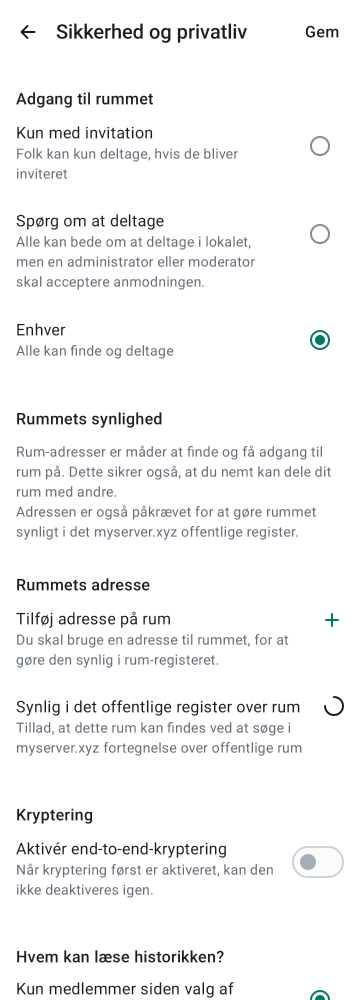 Sikkerhed og privatliv
Gem
Adgang til rummet
Kun med invitation
Folk kan kun deltage, hvis de bliver
inviteret
Spørg om at deltage
Alle kan bede om at deltage i lokalet,
men en administrator eller moderator
skal acceptere anmodningen.
Enhver
Alle kan finde og deltage
Rummets synlighed
Rum-adresser er måder at finde og få adgang til
rum på. Dette sikrer også, at du nemt kan dele dit
rum med andre.
Adressen er også påkrævet for at gøre rummet
synligt i det myserver.xyz offentlige register.
Rummets adresse
Tilføj adresse på rum
Du skal bruge en adresse til rummet, for at
gøre den synlig i rum-registeret.
Synlig i det offentlige register over rum
Tillad, at dette rum kan findes ved at søge i
myserver.xyz fortegnelse over offentlige rum
Kryptering
Aktivér end-to-end-kryptering
Når kryptering først er aktiveret, kan den
ikke deaktiveres igen.
Hvem kan læse historikken?
Kun medlemmer siden valg af